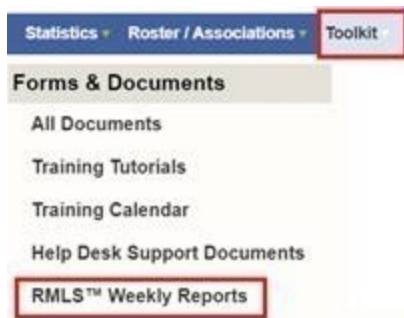 Statistics Roster / Associations Toolkit
Forms & Documents
All Documents
Training Tutorials
Training Calendar
Help Desk Support Documents
RMLS™ Weekly Reports